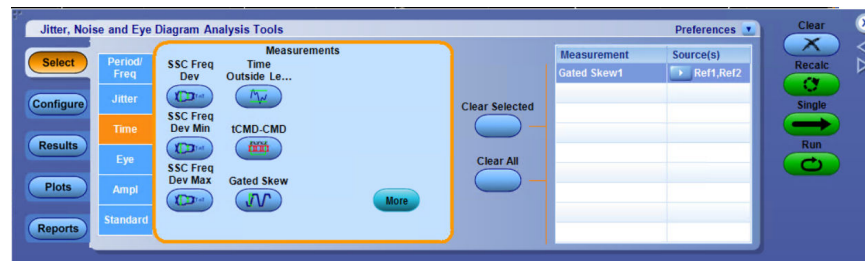 Jitter, Noise and Eye Diagram Analysis Tools
Preferences
Clear
Select
Configure
Results
Plots
Reports
Period/
Freq
Jitter
Time
Eye
Ampl
Standard
Measurements
SSC Freq
Dev
Time
Outside Le...
SSC Freq
Dev Min
tCMD-CMD
SSC Freq
Dev Max
Gated Skew
More
Clear Selected
Clear All
Measurement
Source(s)
Gated Skew1
Ref1,Ref2
Recalc
Single
Run